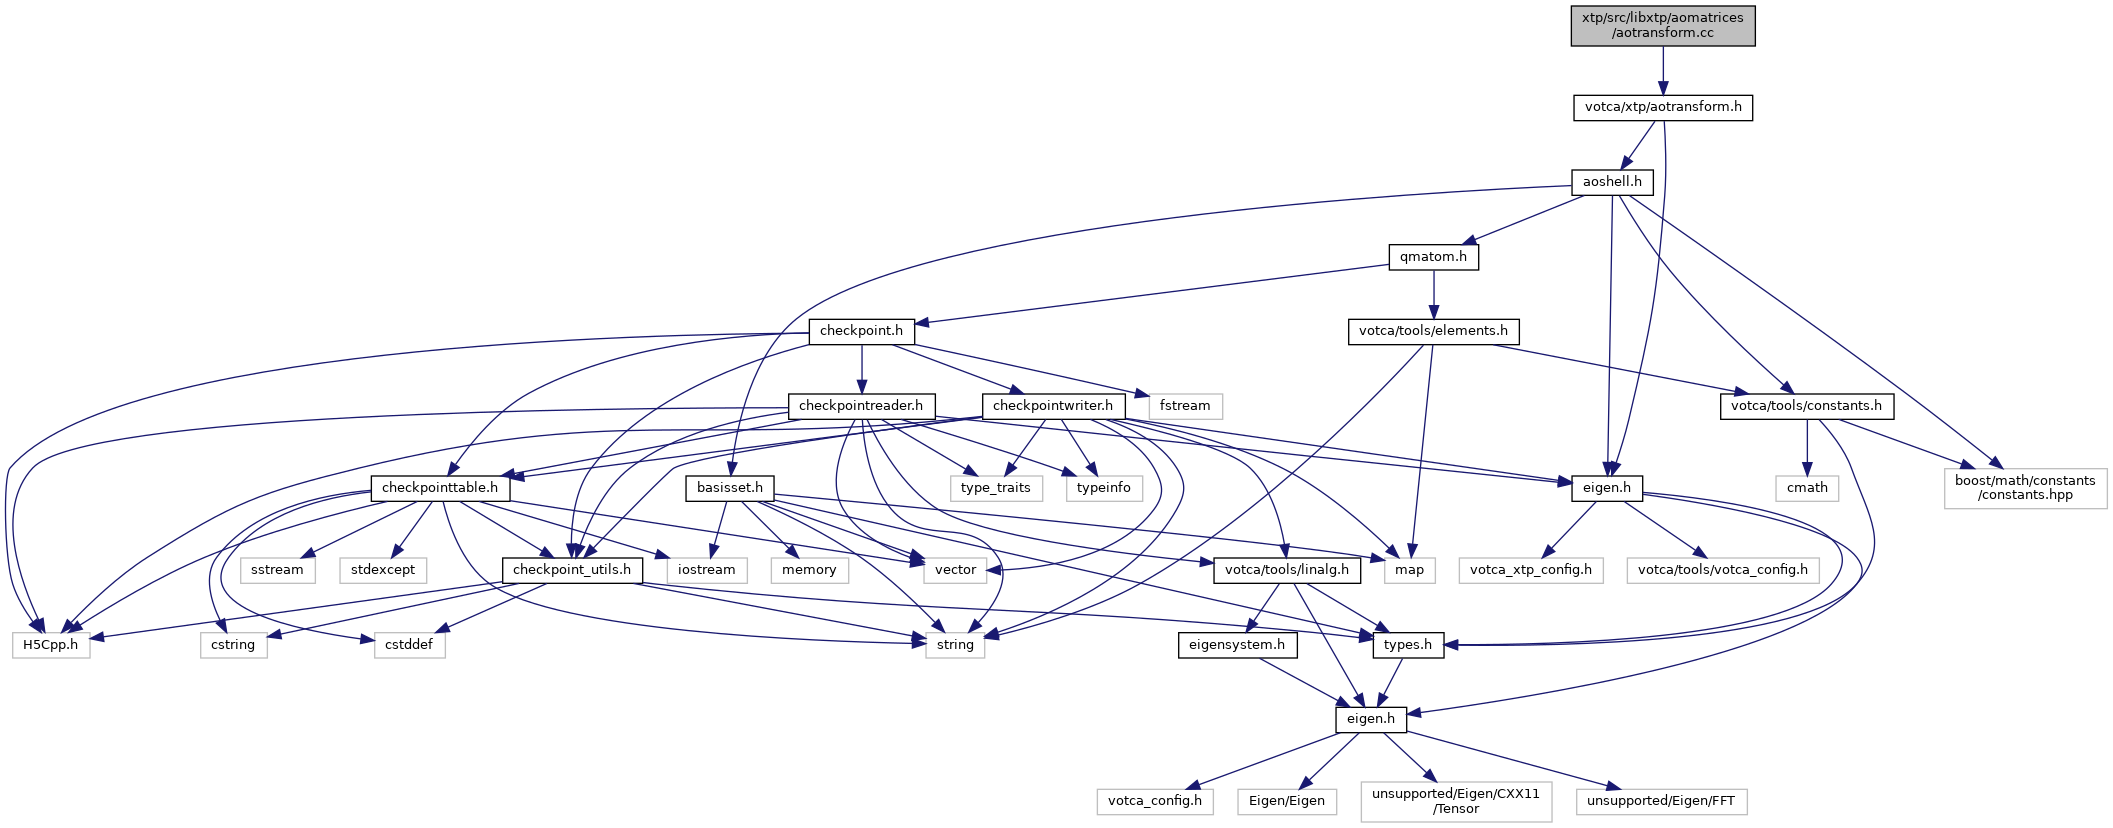 xtp/src/libxtp/aomatrices
/aotransform.cc
votca/xtp/aotransform.h
aoshell.h
qmatom.h
checkpoint.h
votca/tools/elements.h
checkpointreader.h
checkpointwriter.h
fstream
votca/tools/constants.h
checkpointtable.h
basisset.h
type_traits
typeinfo
eigen.h
cmath
boost/math/constants
/constants.hpp
sstream
stdexcept
checkpoint_utils.h
iostream
memory
vector
votca/tools/linalg.h
map
votca_xtp_config.h
votca/tools/votca_config.h
H5Cpp.h
cstring
cstddef
string
eigensystem.h
types.h
eigen.h
votca_config.h
Eigen/Eigen
unsupported/Eigen/CXX11
/Tensor
unsupported/Eigen/FFT